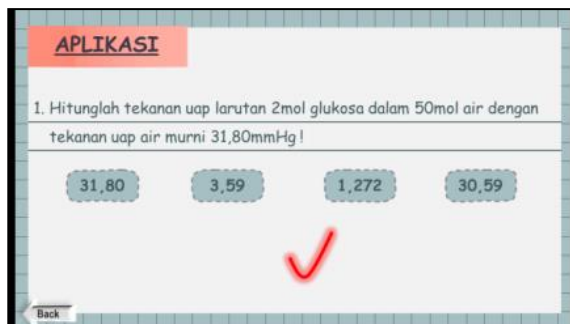 APLIKASI
1. Hitunglah tekanan uap larutan 2mol glukosa dalam 50mol air dengan
tekanan uap air murni 31,80mmHg !
31,80 3,59 1,272 30,59
Back